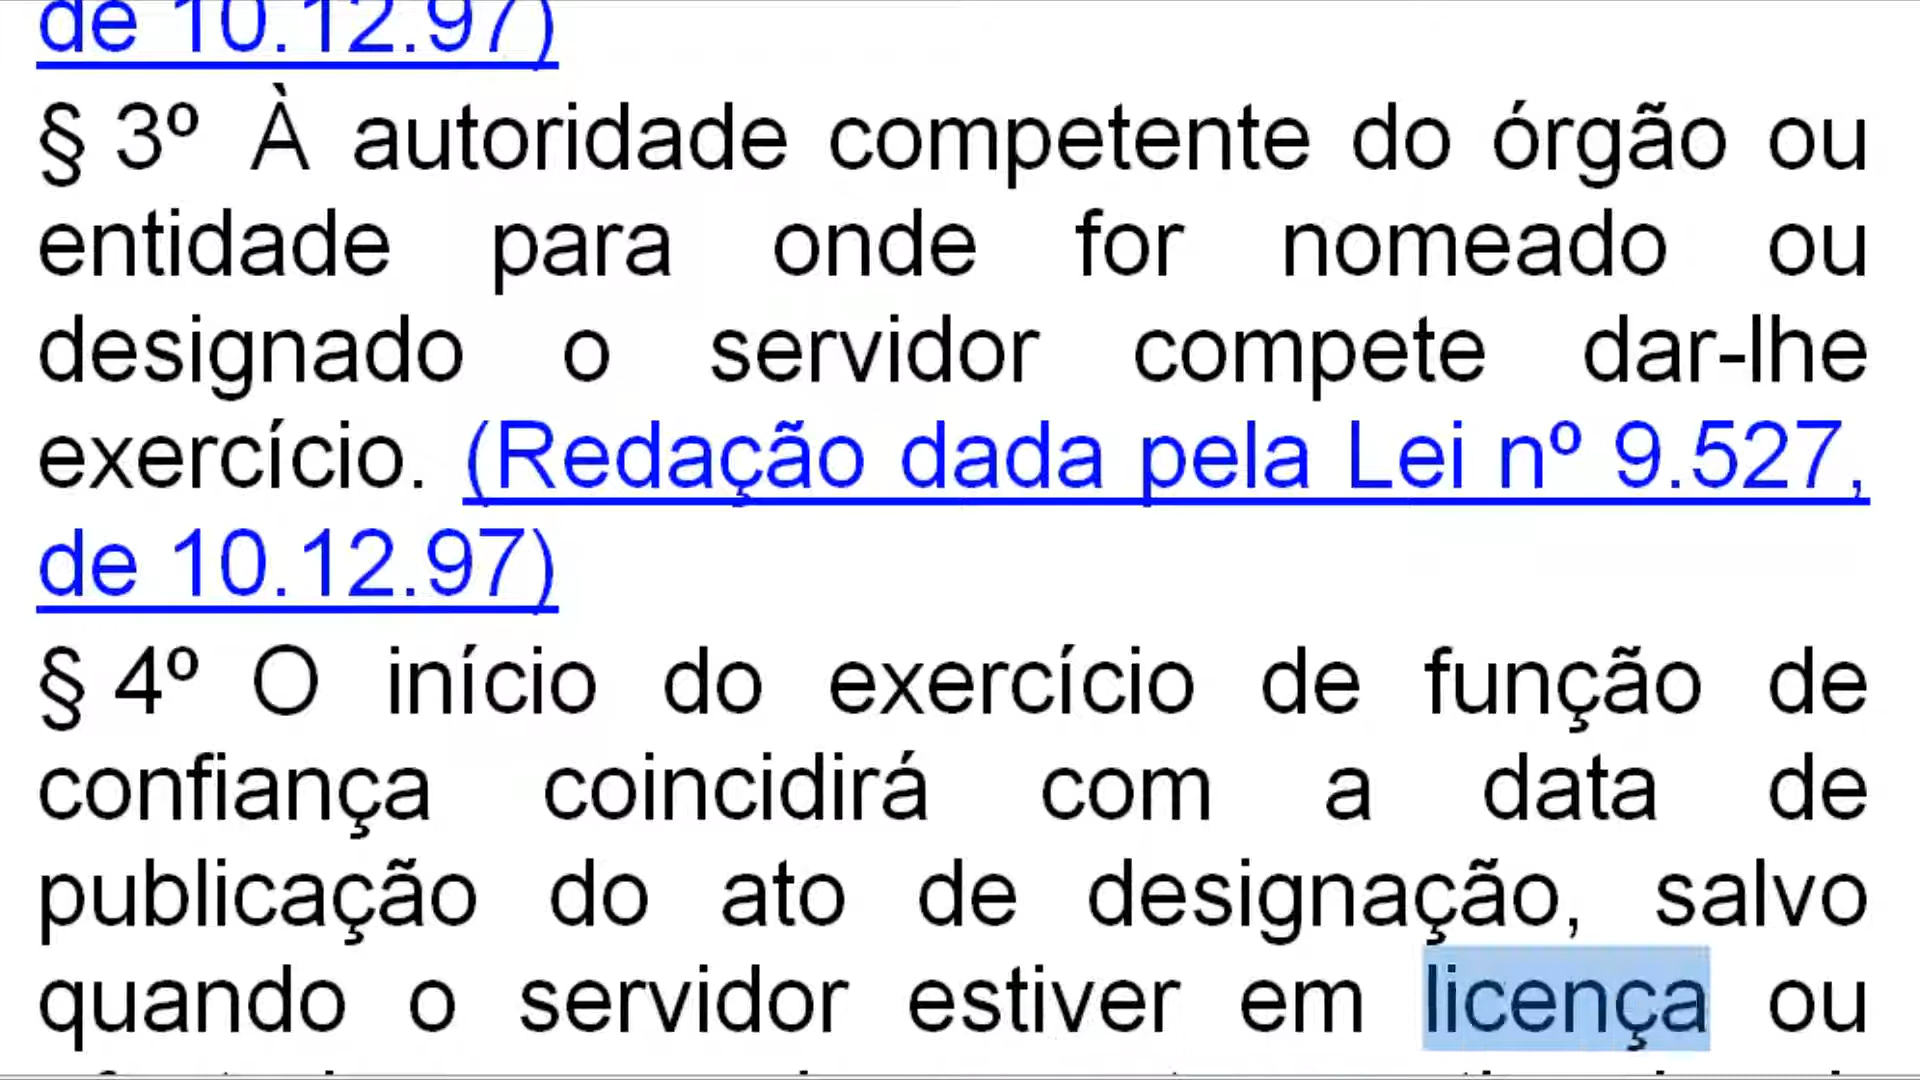 de 10.12.97)
§ 3º À autoridade competente do órgão ou
entidade para onde for nomeado ou
designado o servidor compete dar-lhe
exercício. (Redação dada pela Lei nº 9.527,
de 10.12.97)
§ 4º O início do exercício de função de
confiança coincidirá com a data de
publicação do ato de designação, salvo
quando o servidor estiver em licença ou